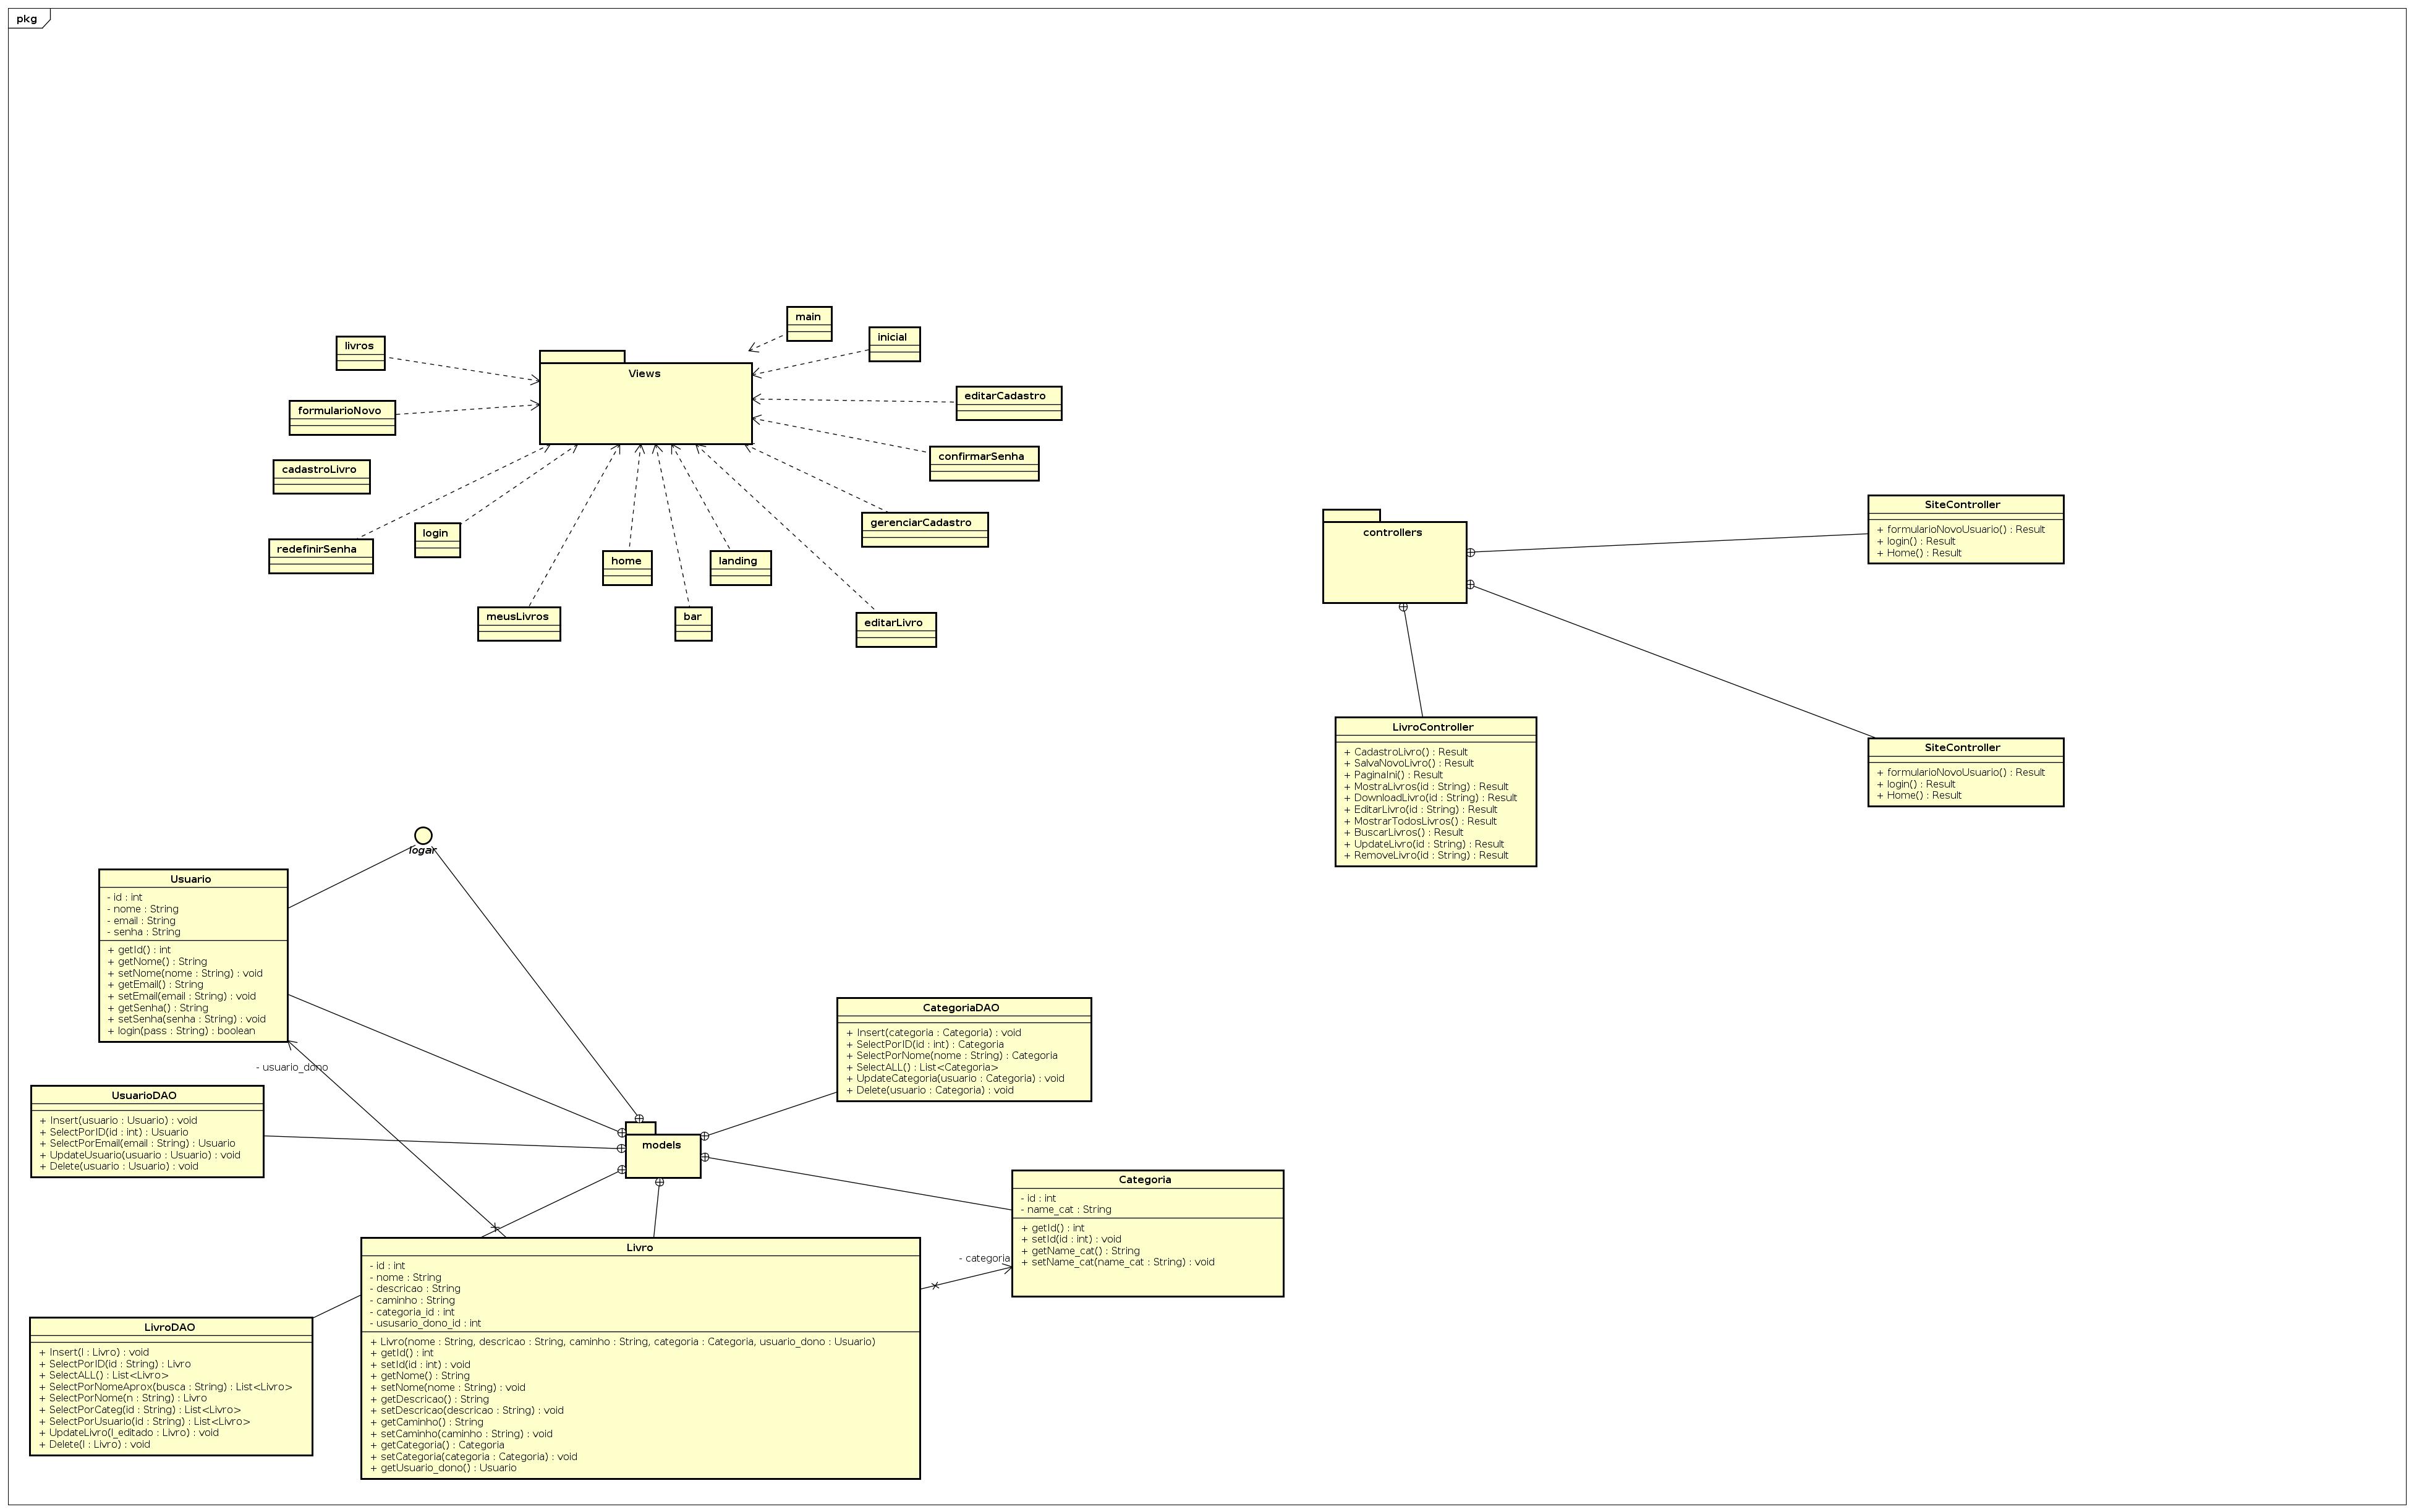 pkg
main
inicial
livros
Views
editarCadastro
formularioNovo
confirmarSenha
cadastroLivro
gerenciarCadastro
login
redefinirSenha
home
landing
meusLivros
bar
editarLivro
controllers
SiteController
+ formularioNovoUsuario() : Result
+ login() : Result
+ Home() : Result
LivroController
+ CadastroLivro() : Result
+ SalvaNovoLivro() : Result
+ PaginaIni() : Result
+ MostraLivros(id : String) : Result
+ DownloadLivro(id : String) : Result
+ EditarLivro(id : String) : Result
+ MostrarTodosLivros() : Result
+ BuscarLivros() : Result
+ UpdateLivro(id : String) : Result
+ RemoveLivro(id : String) : Result
SiteController
+ formularioNovoUsuario() : Result
+ login() : Result
+ Home() : Result
logar
Usuario
- id : int
- nome : String
- email : String
- senha : String
+ getId() : int
+ getNome() : String
+ setNome(nome : String) : void
+ getEmail() : String
+ setEmail(email : String) : void
+ getSenha() : String
+ setSenha(senha : String) : void
+ login(pass : String) : boolean
- usuario_dono
CategoriaDAO
+ Insert(categoria : Categoria) : void
+ SelectPorID(id : int) : Categoria
+ SelectPorNome(nome : String) : Categoria
+ SelectALL() : List<Categoria>
+ UpdateCategoria(usuario : Categoria) : void
+ Delete(usuario : Categoria) : void
UsuarioDAO
+ Insert(usuario : Usuario) : void
+ SelectPorID(id : int) : Usuario
+ SelectPorEmail(email : String) : Usuario
+ UpdateUsuario(usuario : Usuario) : void
+ Delete(usuario : Usuario) : void
models
Categoria
- id : int
- name_cat : String
+ getId() : int
+ setId(id : int) : void
+ getName_cat() : String
+ setName_cat(name_cat : String) : void
- categoria
Livro
- id : int
- nome : String
- descricao : String
- caminho : String
- categoria_id : int
- ususario_dono_id : int
+ Livro(nome : String, descricao : String, caminho : String, categoria : Categoria, usuario_dono : Usuario)
+ getId() : int
+ setId(id : int) : void
+ getNome() : String
+ setNome(nome : String) : void
+ getDescricao() : String
+ setDescricao(descricao : String) : void
+ getCaminho() : String
+ setCaminho(caminho : String) : void
+ getCategoria() : Categoria
+ setCategoria(categoria : Categoria) : void
+ getUsuario_dono() : Usuario
LivroDAO
+ Insert(l : Livro) : void
+ SelectPorID(id : String) : Livro
+ SelectALL() : List<Livro>
+ SelectPorNomeAprox(busca : String) : List<Livro>
+ SelectPorNome(n : String) : Livro
+ SelectPorCateg(id : String) : List<Livro>
+ SelectPorUsuario(id : String) : List<Livro>
+ UpdateLivro(l_editado : Livro) : void
+ Delete(l : Livro) : void